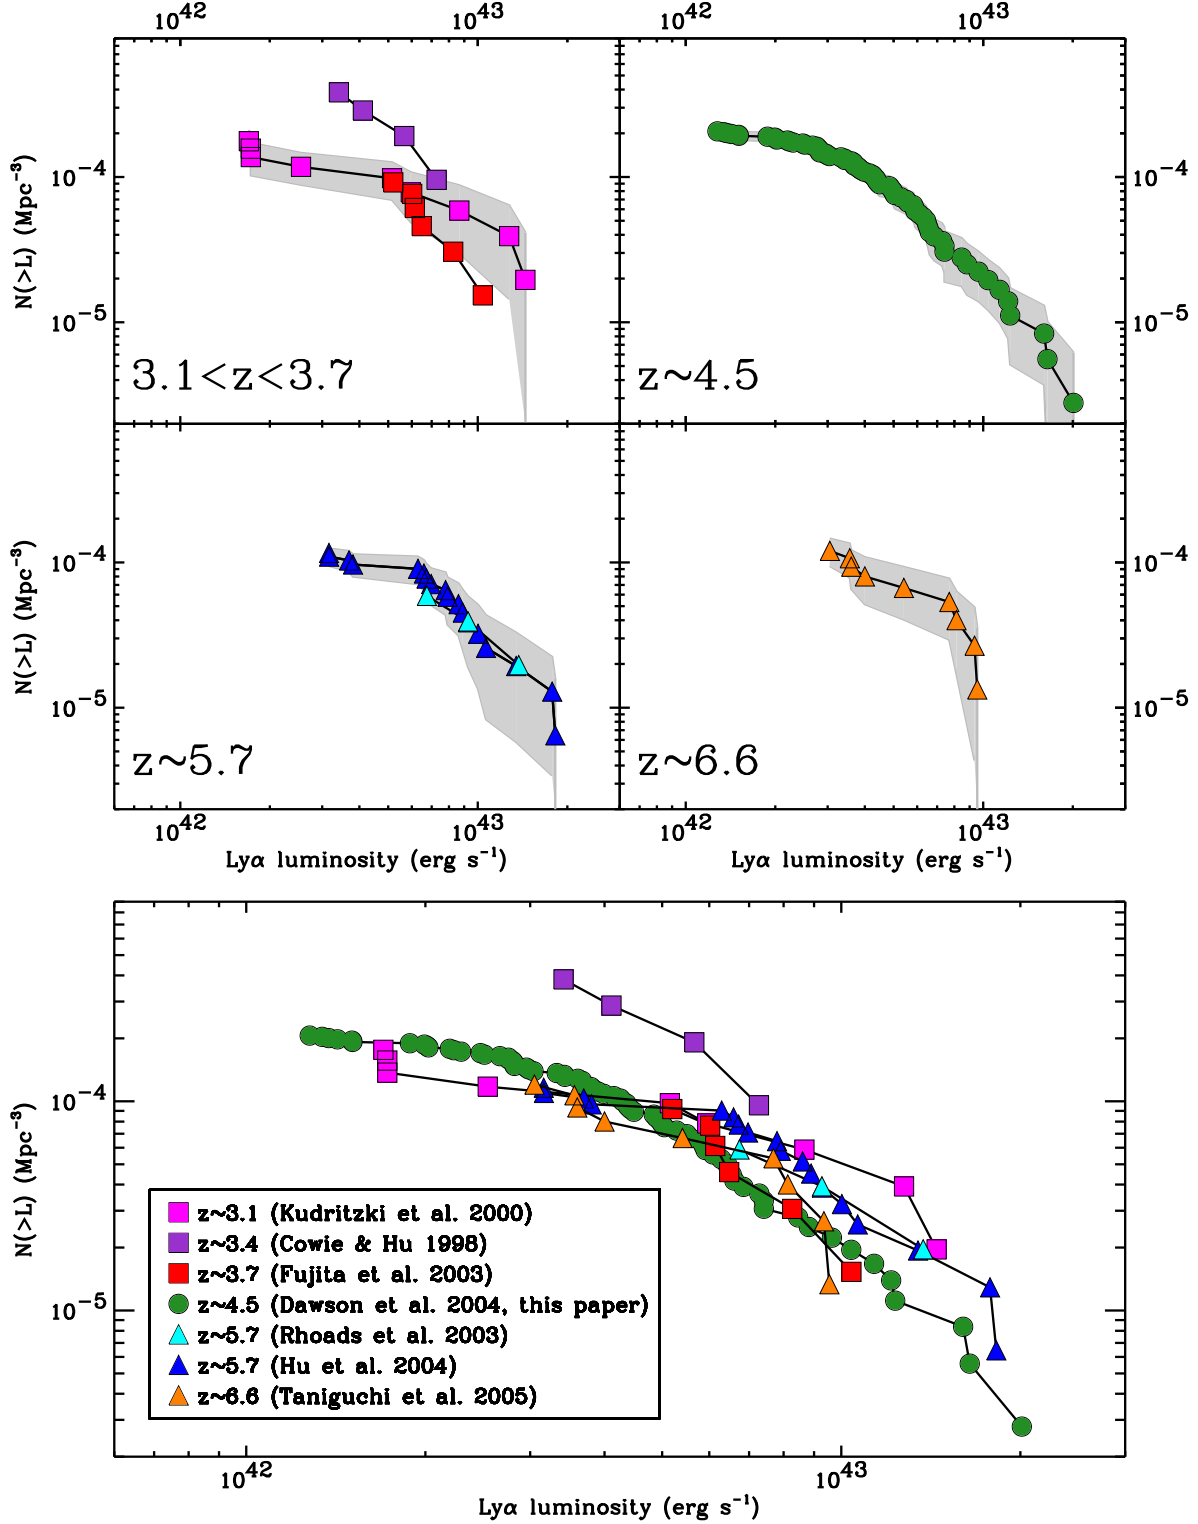 10^42 10^43 10^42 10^43
N(>L) (Mpc^-3)
10^-4
10^-5
3.1<z<3.7
z~4.5
10^-4
10^-5
N(>L) (Mpc^-3)
10^-4
10^-5
z~5.7
z~6.6
10^-4
10^-5
10^42 10^43 10^42 10^43
Lyα luminosity (erg s^-1) Lyα luminosity (erg s^-1)
N(>L) (Mpc^-3)
10^-4
10^-5
z~3.1 (Kudritzki et al. 2000)
z~3.4 (Cowie & Hu 1998)
z~3.7 (Fujita et al. 2003)
z~4.5 (Dawson et al. 2004, this paper)
z~5.7 (Rhoads et al. 2003)
z~5.7 (Hu et al. 2004)
z~6.6 (Taniguchi et al. 2005)
10^42 10^43
Lyα luminosity (erg s^-1)